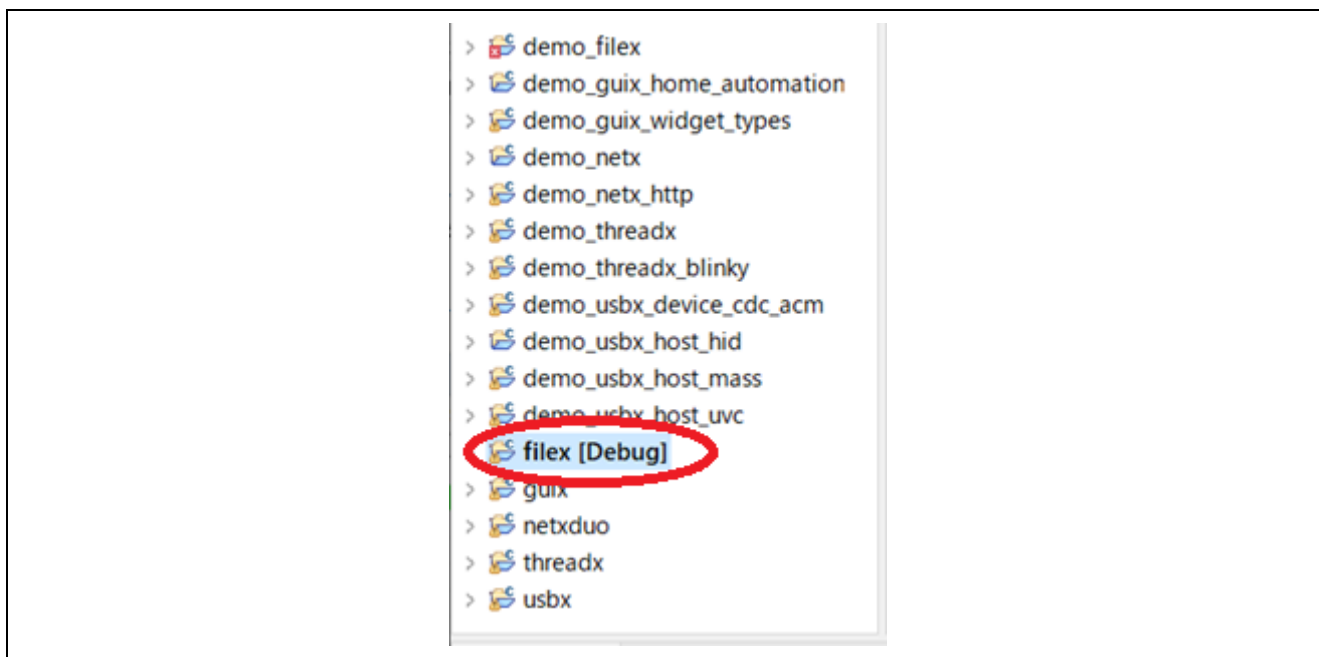 demo_filex
demo_guix_home_automation
demo_guix_widget_types
demo_netx
demo_netx_http
demo_threadx
demo_threadx_blinky
demo_usbx_device_cdc_acm
demo_usbx_host_hid
demo_usbx_host_mass
demo_usbx_host_uvc
filex [Debug]
guix
netxduo
threadx
usbx